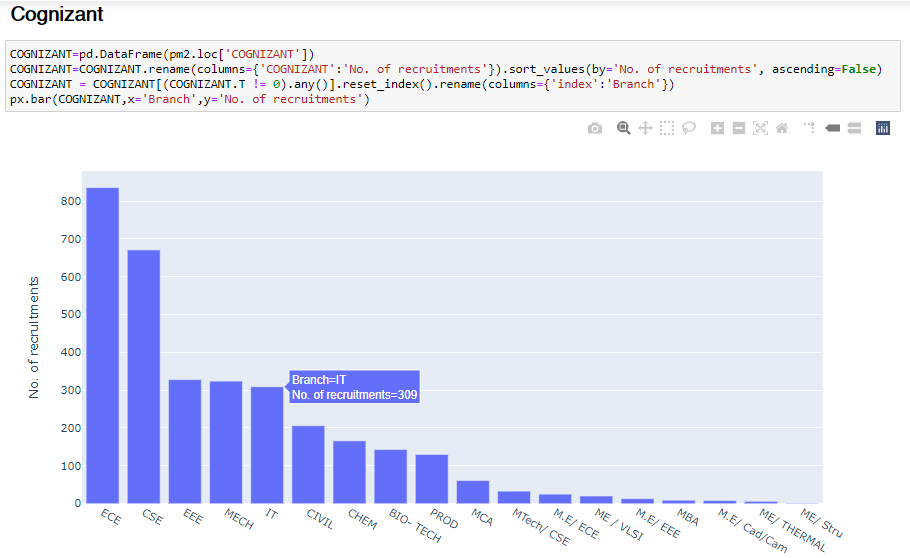 Cognizant
COGNIZANT=pd.DataFrame(pm2.loc['COGNIZANT'])
COGNIZANT=COGNIZANT.rename(columns={'COGNIZANT':'No. of recruitments'}).sort_values(by='No. of recruitments', ascending=False)
COGNIZANT = COGNIZANT[(COGNIZANT.T != 0).any()].reset_index().rename(columns={'index':'Branch'})
px.bar(COGNIZANT,x='Branch',y='No. of recruitments')
800
700
600
500
400
300
200
100
0
No. of recruitments
Branch=IT
No. of recruitments=309
ECE
CSE
EEE
MECH
IT
CIVIL
CHEM
BIO- TECH
PROD
MCA
MTech/ CSE
M.E/ ECE
ME / VLSI
M.E/ EEE
MBA
M.E/ Cad/Cam
ME/ THERMAL
ME/ Stru